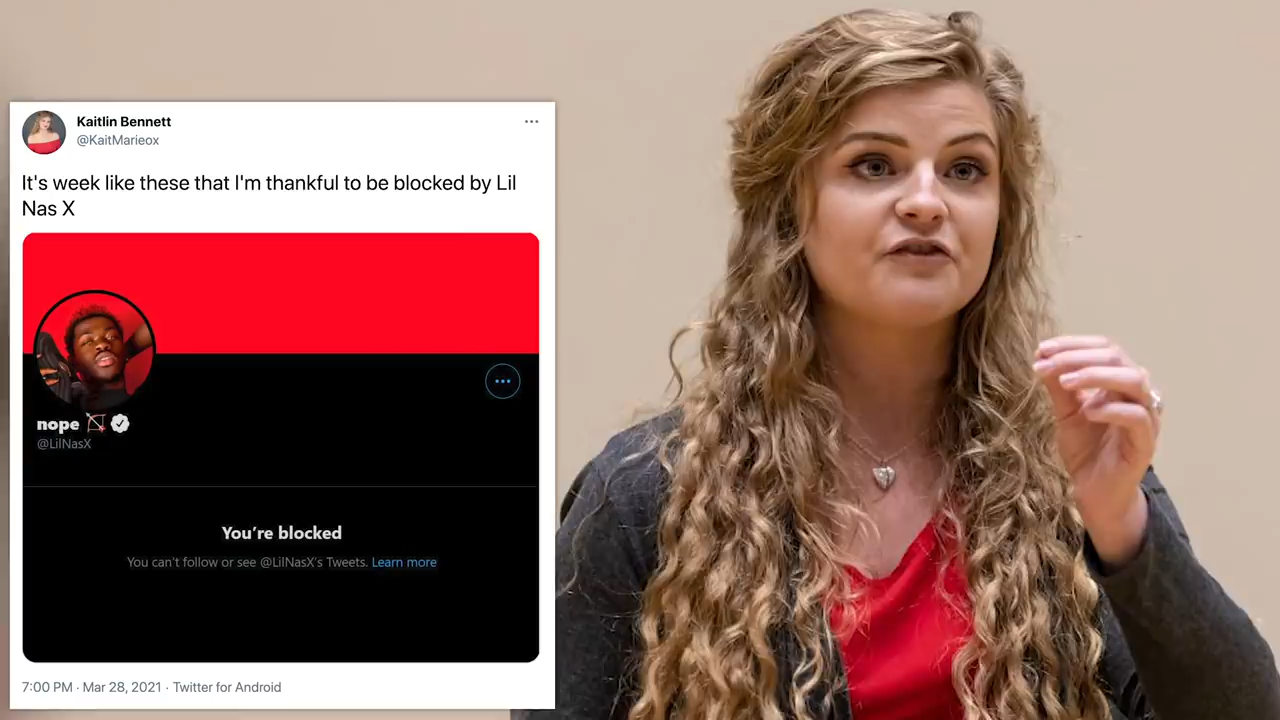 Kaitlin Bennett
@KaitMarieox
It's week like these that I'm thankful to be blocked by Lil
Nas X
nope
@LilNasX
You're blocked
You can't follow or see @LilNasX's Tweets. Learn more
7:00 PM · Mar 28, 2021 · Twitter for Android